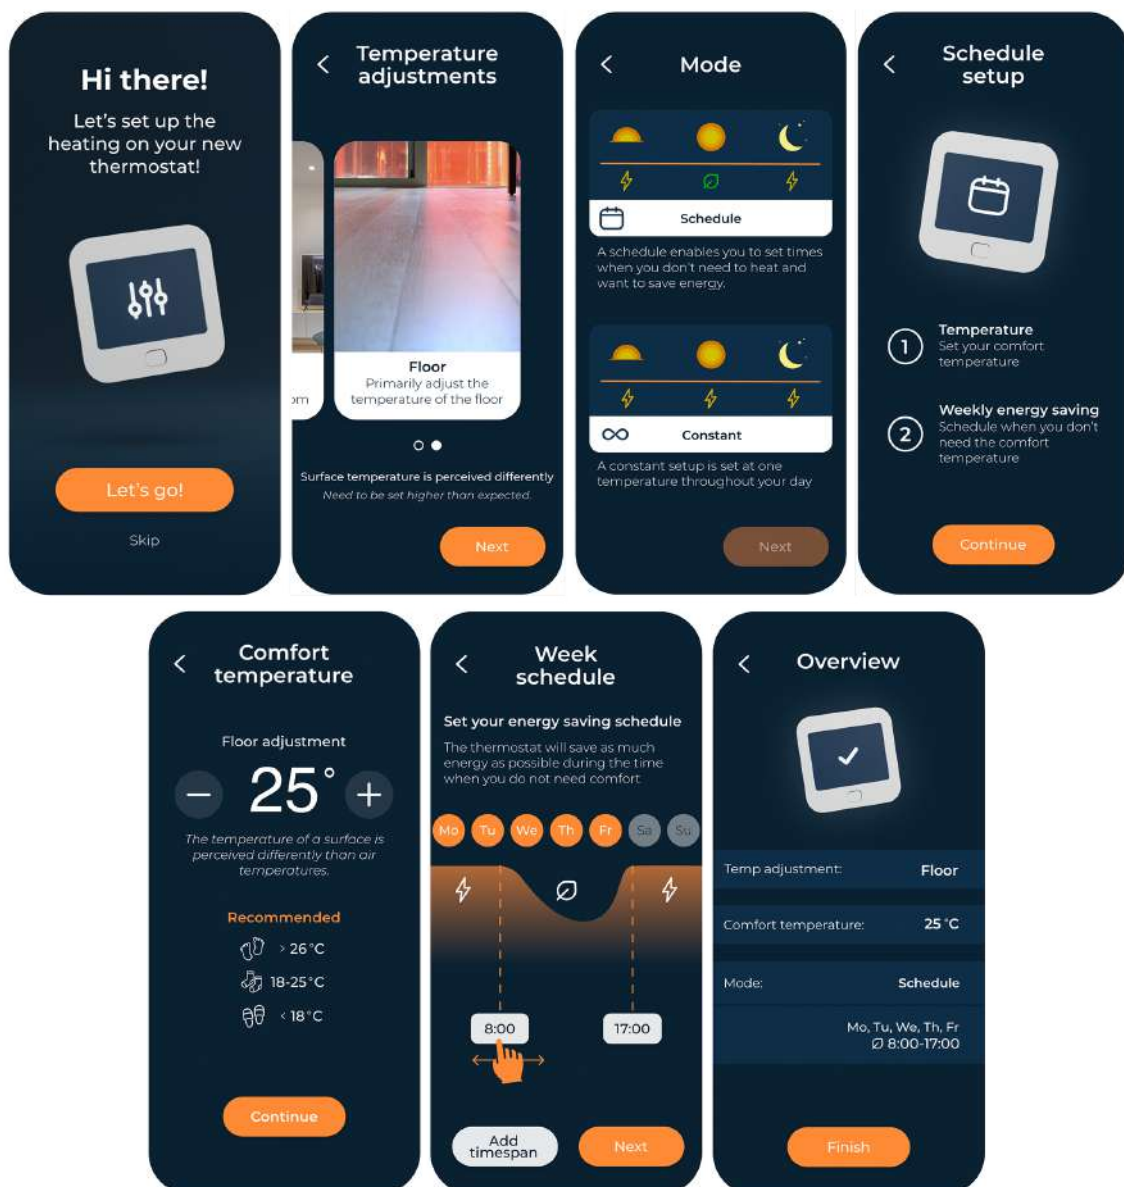 Hi there!
Let's set up the
heating on your new
thermostat!
Let's go!
Skip
Temperature
adjustments
om
Floor
Primarily adjust the
temperature of the floor
Surface temperature is perceived differently
Need to be set higher than expected.
Next
Mode
Schedule
A schedule enables you to set times
when you don't need to heat and
want to save energy.
Constant
A constant setup is set at one
temperature throughout your day
Next
Schedule
setup
1
Temperature
Set your comfort
temperature
2
Weekly energy saving
Schedule when you don't
need the comfort
temperature
Continue
Comfort
temperature
Floor adjustment
− 25° +
The temperature of a surface is
perceived differently than air
temperatures.
Recommended
> 26°C
18-25°C
< 18°C
Continue
Week
schedule
Set your energy saving schedule
The thermostat will save as much
energy as possible during the time
when you do not need comfort
Mo Tu We Th Fr Sa Su
8:00 17:00
Add
timespan
Next
Overview
Temp adjustment: Floor
Comfort temperature: 25 °C
Mode: Schedule
Mo, Tu, We, Th, Fr
8:00-17:00
Finish